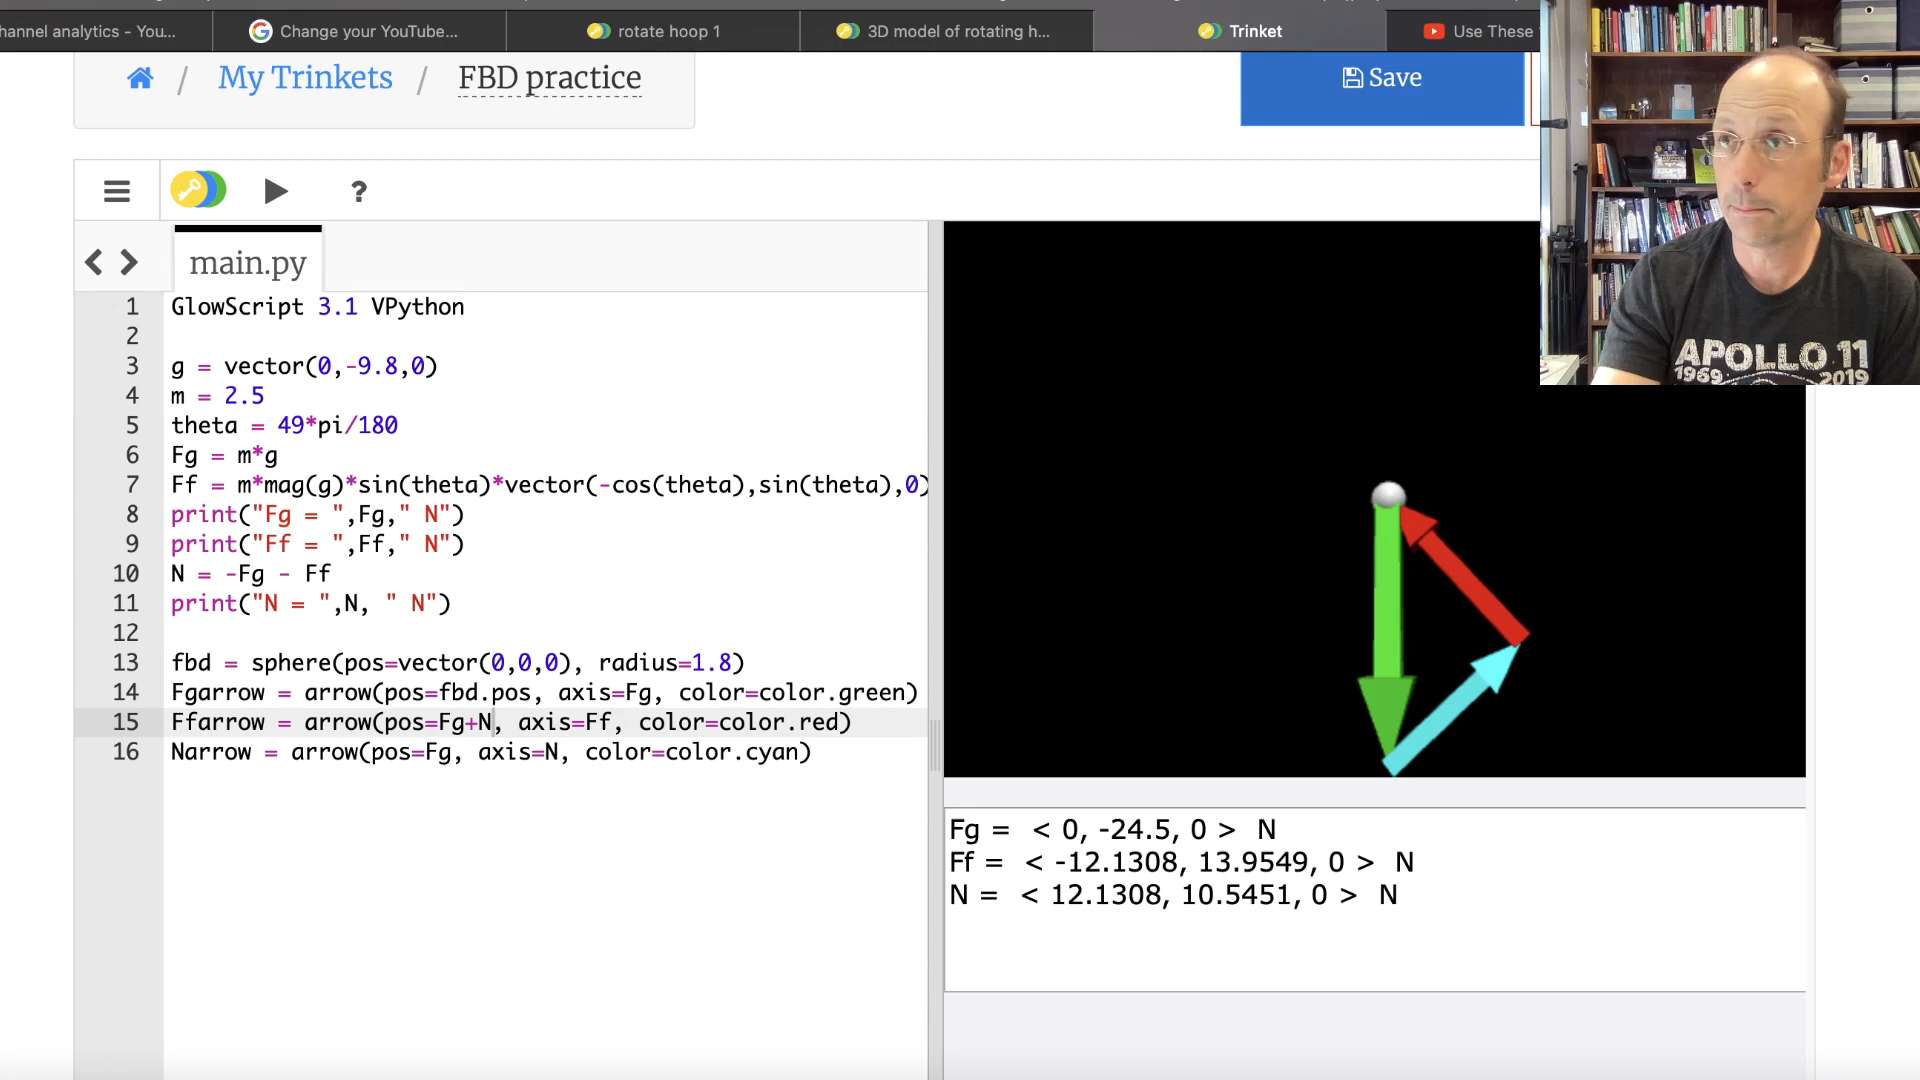 hannel analytics - You...
Change your YouTube...
rotate hoop 1
3D model of rotating h...
Trinket
Use These
/ My Trinkets / FBD practice
Save
?
main.py
1 GlowScript 3.1 VPython
2
3 g = vector(0,-9.8,0)
4 m = 2.5
5 theta = 49*pi/180
6 Fg = m*g
7 Ff = m*mag(g)*sin(theta)*vector(-cos(theta),sin(theta),0)
8 print("Fg = ",Fg," N")
9 print("Ff = ",Ff," N")
10 N = -Fg - Ff
11 print("N = ",N, " N")
12
13 fbd = sphere(pos=vector(0,0,0), radius=1.8)
14 Fgarrow = arrow(pos=fbd.pos, axis=Fg, color=color.green)
15 Ffarrow = arrow(pos=Fg+N, axis=Ff, color=color.red)
16 Narrow = arrow(pos=Fg, axis=N, color=color.cyan)
Fg = < 0, -24.5, 0 > N
Ff = < -12.1308, 13.9549, 0 > N
N = < 12.1308, 10.5451, 0 > N
APOLLO 11
1969 2019